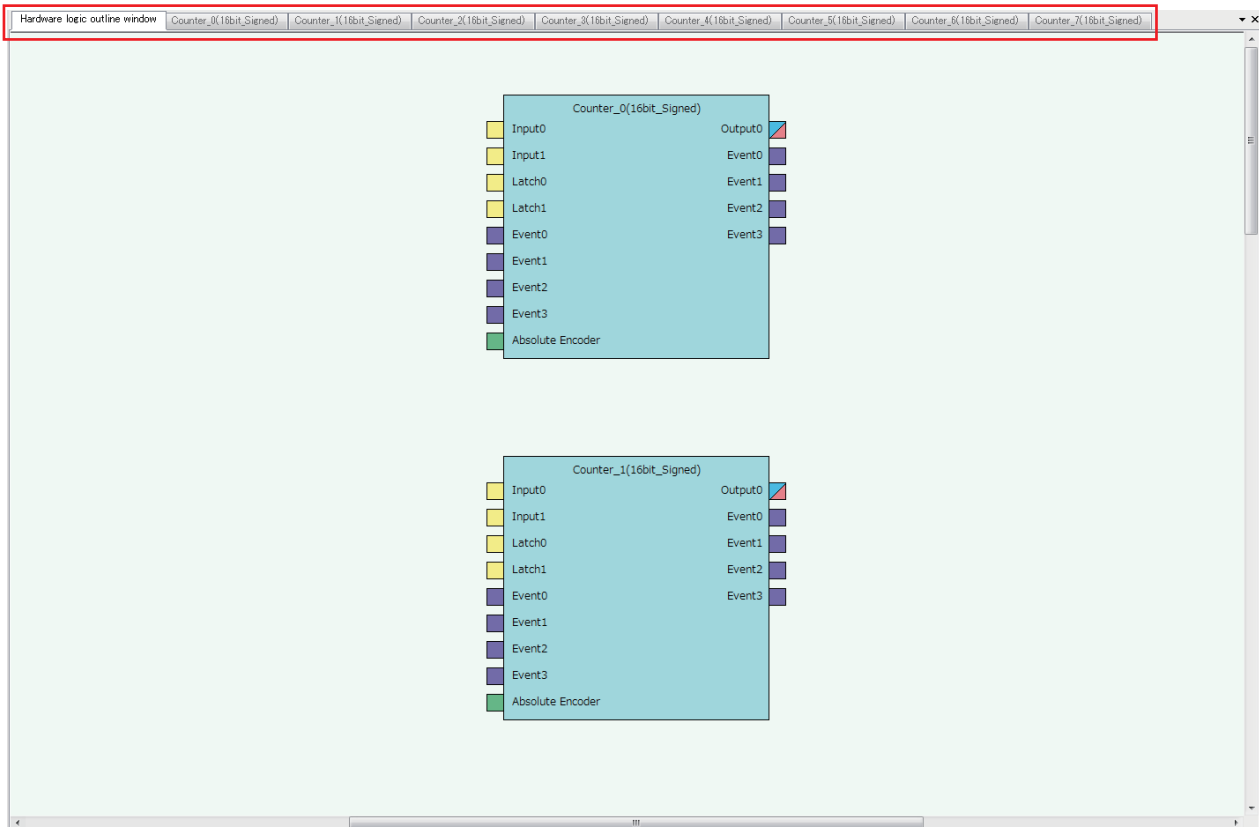 Hardware logic outline window Counter_0(16bit_Signed) Counter_1(16bit_Signed) Counter_2(16bit_Signed) Counter_3(16bit_Signed) Counter_4(16bit_Signed) Counter_5(16bit_Signed) Counter_6(16bit_Signed) Counter_7(16bit_Signed)
Counter_0(16bit_Signed)
Input0 Output0
Input1 Event0
Latch0 Event1
Latch1 Event2
Event0 Event3
Event1
Event2
Event3
Absolute Encoder
Counter_1(16bit_Signed)
Input0 Output0
Input1 Event0
Latch0 Event1
Latch1 Event2
Event0 Event3
Event1
Event2
Event3
Absolute Encoder